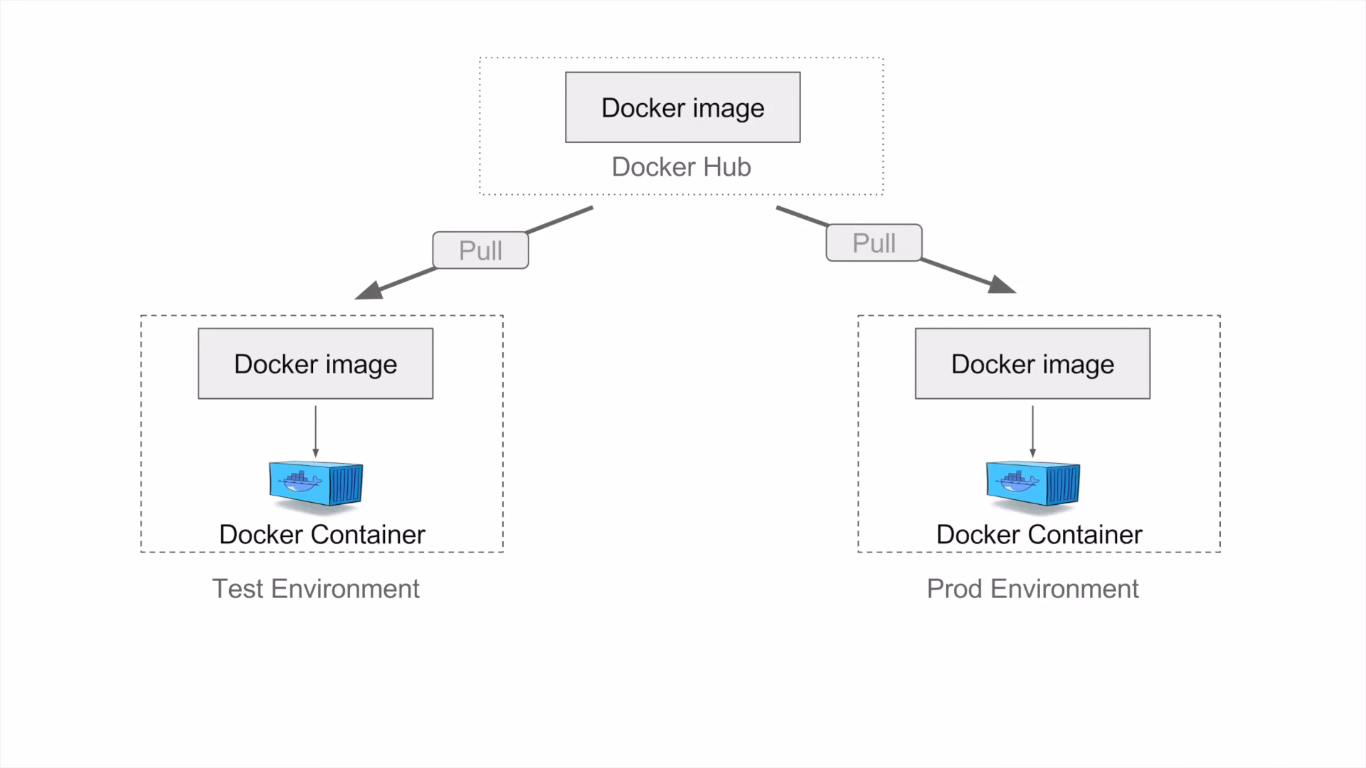 Docker image
Docker Hub
Pull
Pull
Docker image
Docker image
Docker Container
Docker Container
Test Environment
Prod Environment